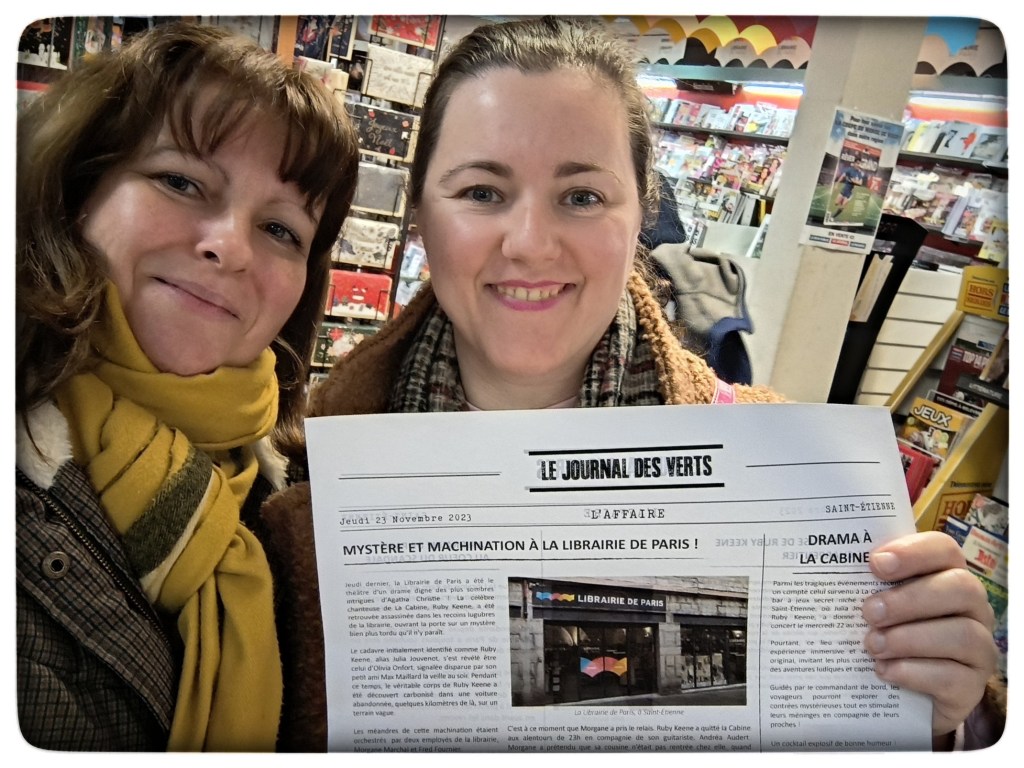 LE JOURNAL DES VERTS
Jeudi 23 Novembre 2023
L'AFFAIRE
SAINT-ÉTIENNE
MYSTÈRE ET MACHINATION À LA LIBRAIRIE DE PARIS !
Jeudi dernier, la Librairie de Paris a été le
théâtre d'un drame digne des plus sombres
intrigues d'Agatha Christie ! La célèbre
chanteuse de La Cabine, Ruby Keene, a été
retrouvée assassinée dans les recoins lugubres
de la librairie, ouvrant la porte sur un mystère
bien plus tordu qu'il n'y paraît.
Le cadavre initialement identifié comme Ruby
Keene, alias Julia Jouvenot, s'est révélé être
celui d'Olivia Onfort, signalée disparue par son
petit ami Max Maillard la veille au soir. Pendant
ce temps, le véritable corps de Ruby Keene a
été découvert carbonisé dans une voiture
abandonnée, quelques kilomètres de là, sur un
terrain vague.
Les méandres de cette machination étaient
orchestrés par deux employés de la librairie,
Morgane Marchal et Fred Fournier.
LIBRAIRIE DE PARIS
La Librairie de Paris, à Saint-Étienne
C'est à ce moment que Morgane a pris le relais. Ruby Keene a quitté la Cabine
aux alentours de 23h en compagnie de son guitariste, Andréa Audert.
Morgane a prétendu que sa cousine n'était pas rentrée chez elle, quand
DRAMA À
LA CABINE
Parmi les tragiques évènements
on compte celui survenu à La
bar à jeux secret niché à
Saint-Étienne, où Julia
Ruby Keene, a donné
concert le mercredi 22 au
Pourtant, ce lieu unique
expérience immersive et
original, invitant les plus
des aventures ludiques et
Guidés par le commandant de bord, les
voyageurs pourront explorer des
contrées mystérieuses tout en stimulant
leurs méninges en compagnie de leurs
proches !
Un cocktail explosif de bonne humeur !
Joyeux
Noël
EN VENTE ICI
JEUX
HORS
TOP 14